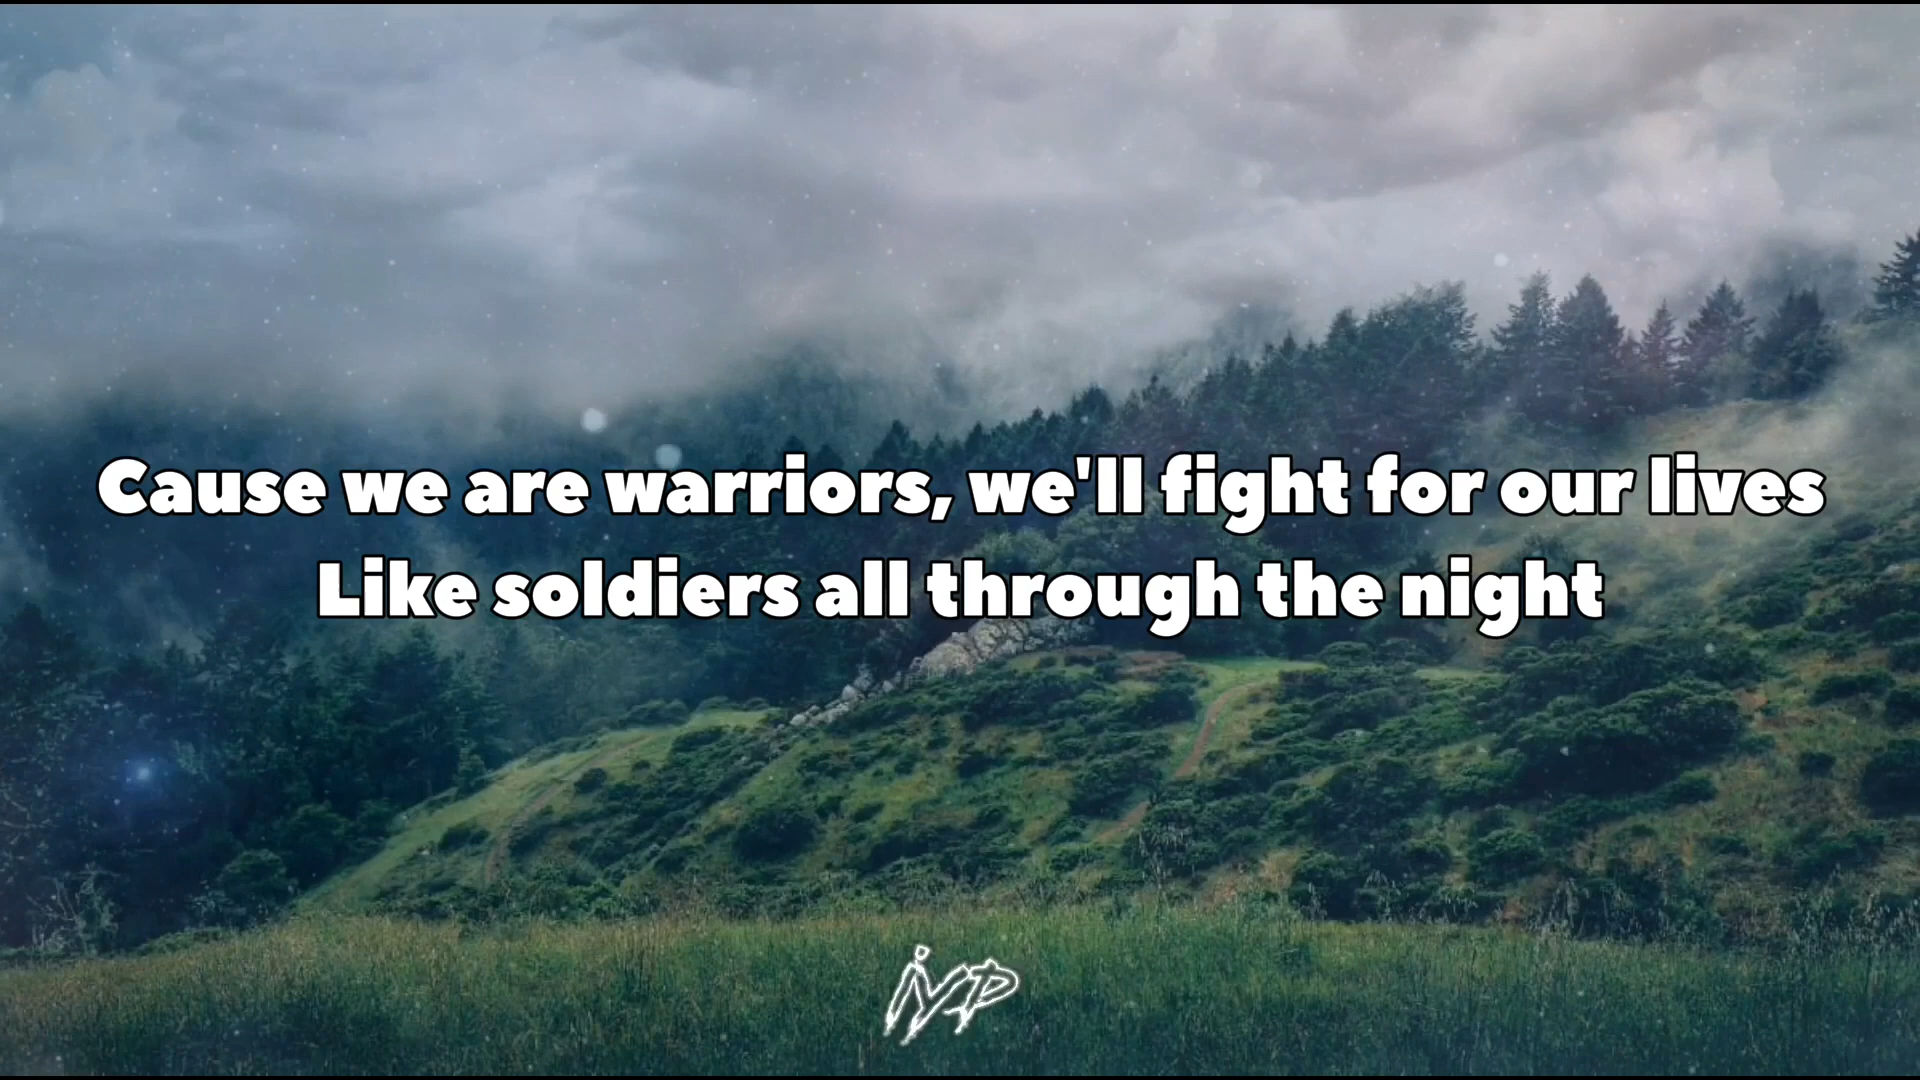 Cause we are warriors, we'll fight for our lives
Like soldiers all through the night